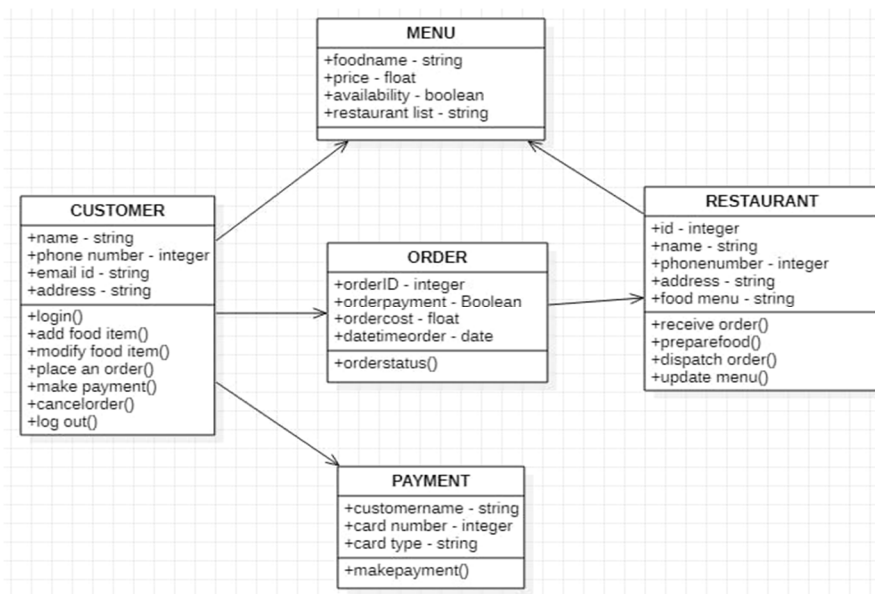 MENU
+foodname - string
+price - float
+availability - boolean
+restaurant list - string
CUSTOMER
+name - string
+phone number - integer
+email id - string
+address - string
+login()
+add food item()
+modify food item()
+place an order()
+make payment()
+cancelorder()
+log out()
ORDER
+orderID - integer
+orderpayment - Boolean
+ordercost - float
+datetimeorder - date
+orderstatus()
RESTAURANT
+id - integer
+name - string
+phonenumber - integer
+address - string
+food menu - string
+receive order()
+preparefood()
+dispatch order()
+update menu()
PAYMENT
+customername - string
+card number - integer
+card type - string
+makepayment()